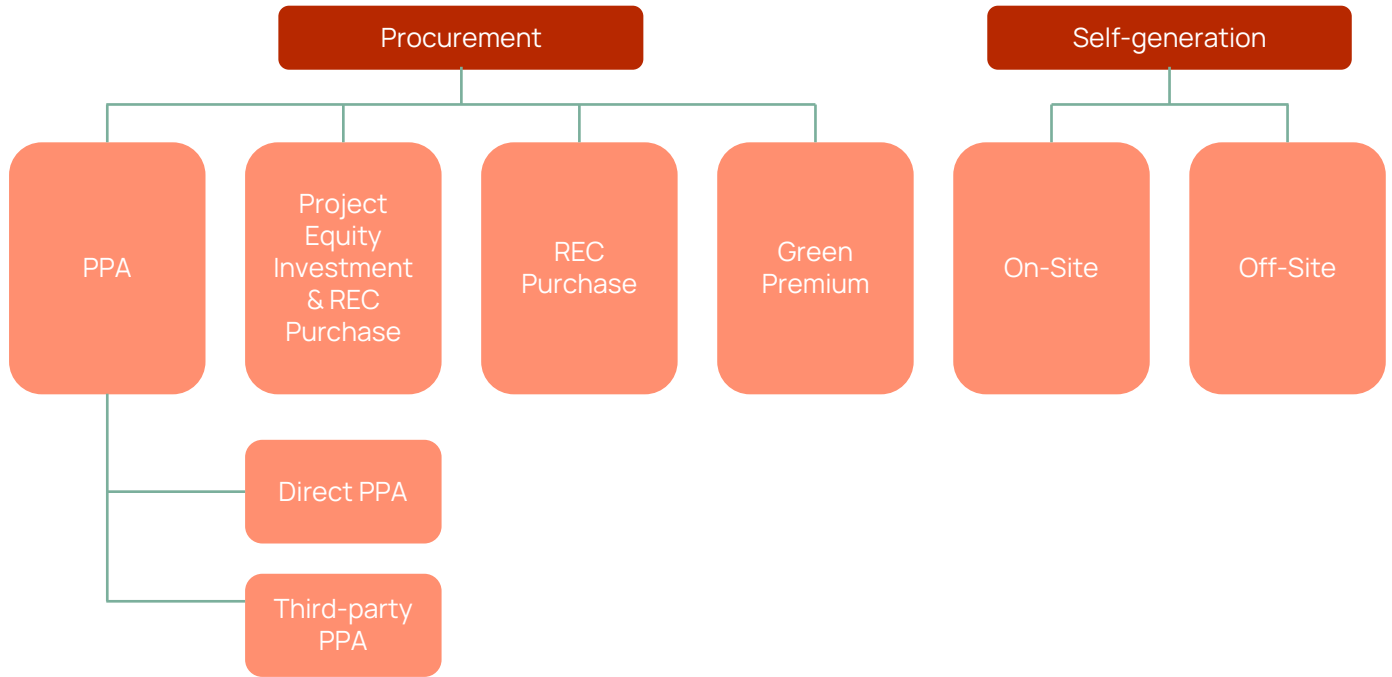 Procurement
Self-generation
PPA
Project
Equity
Investment
& REC
Purchase
REC
Purchase
Green
Premium
On-Site
Off-Site
Direct PPA
Third-party
PPA